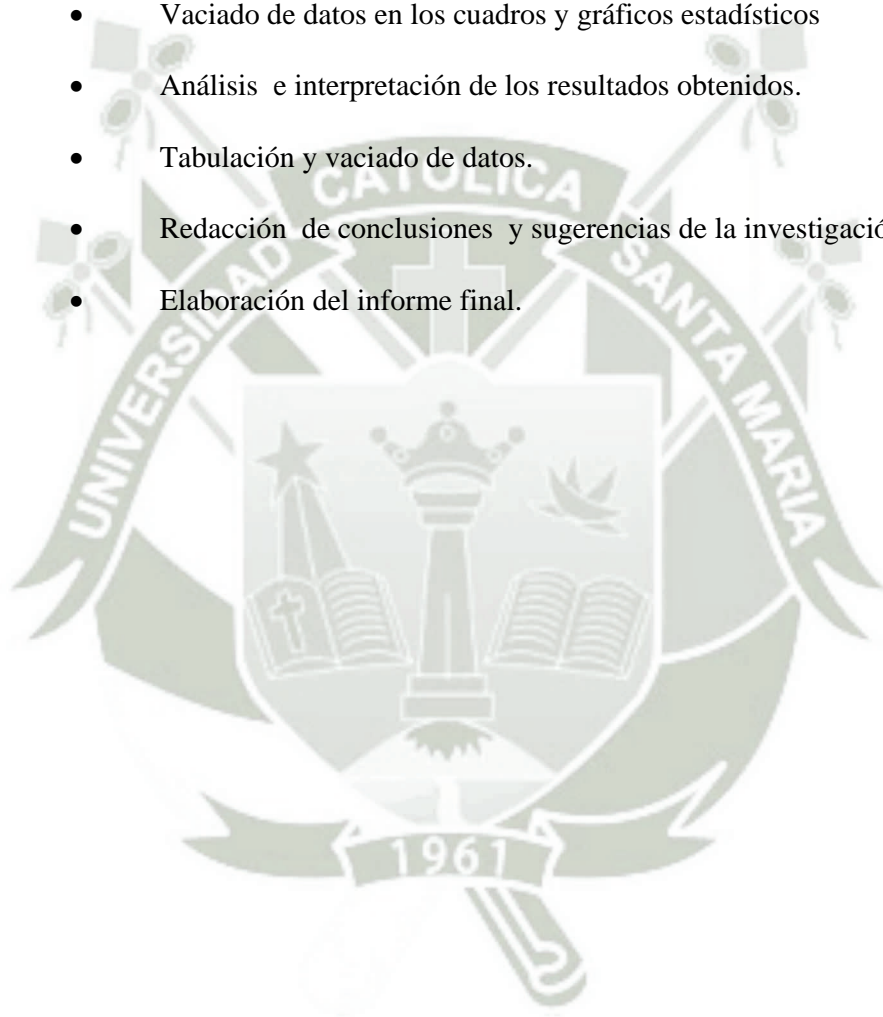 • Vaciado de datos en los cuadros y gráficos estadísticos
• Análisis e interpretación de los resultados obtenidos.
• Tabulación y vaciado de datos.
• Redacción de conclusiones y sugerencias de la investigació
• Elaboración del informe final.
UNIVERSIDAD CATOLICA SANTA MARIA
1961